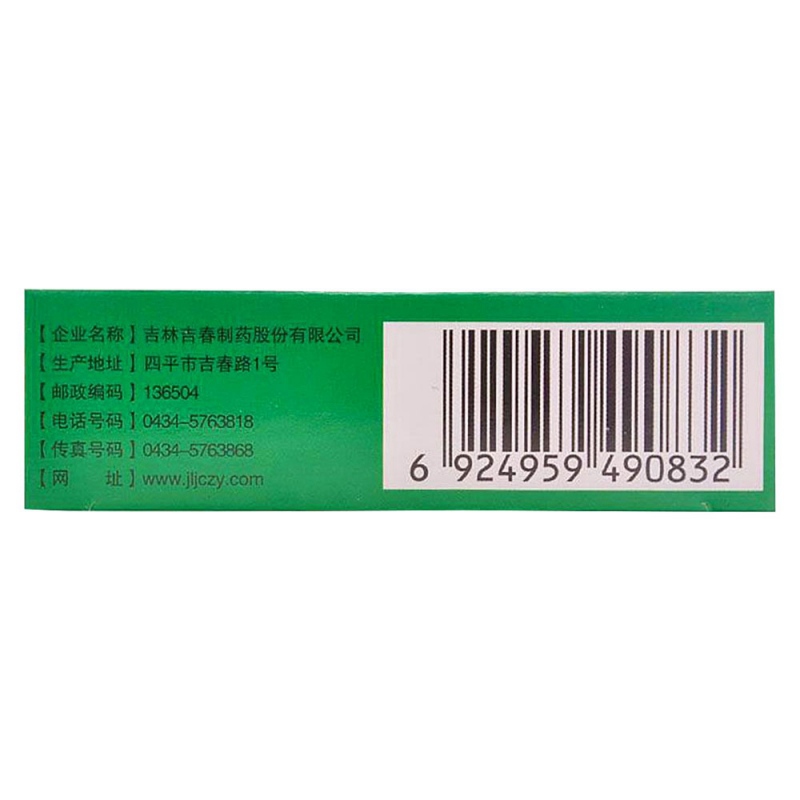 【企业名称】吉林吉春制药股份有限公司
【生产地址】四平市吉春路1号
【邮政编码】136504
【电话号码】0434-5763818
【传真号码】0434-5763868
【网 址】www.jljczy.com
6 924959 490832